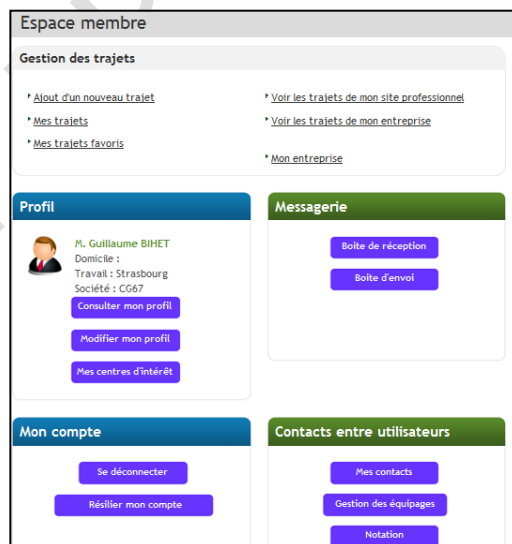 Espace membre
Gestion des trajets
Ajout d'un nouveau trajet
Mes trajets
Mes trajets favoris
Voir les trajets de mon site professionnel
Voir les trajets de mon entreprise
Mon entreprise
Profil
M. Guillaume BIHET
Domicile :
Travail : Strasbourg
Société : CG67
Consulter mon profil
Modifier mon profil
Mes centres d'intérêt
Messagerie
Boite de réception
Boite d'envoi
Mon compte
Se déconnecter
Résilier mon compte
Contacts entre utilisateurs
Mes contacts
Gestion des équipages
Notation